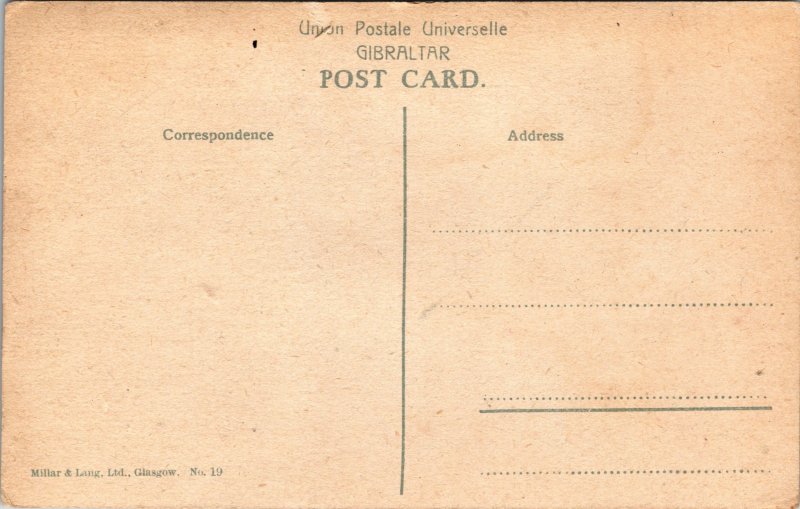 Union Postale Universelle
GIBRALTAR
POST CARD.
Correspondence
Address
Millar & Lang, Ltd., Glasgow. No. 19